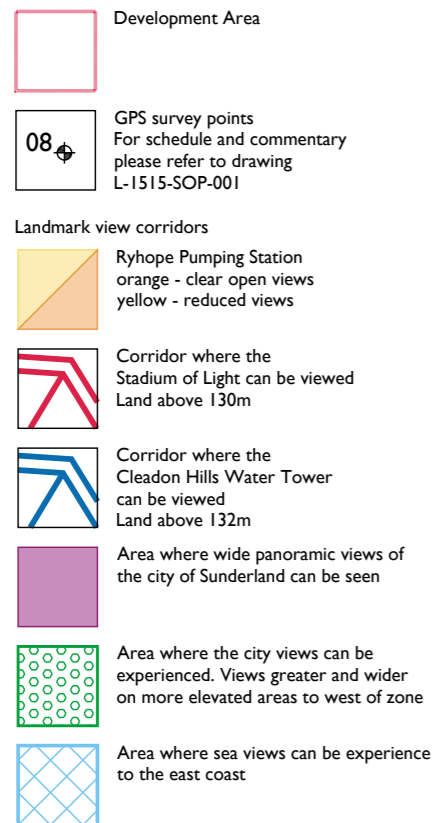 Development Area
08
GPS survey points
For schedule and commentary
please refer to drawing
L-1515-SOP-001
Landmark view corridors
Ryhope Pumping Station
orange - clear open views
yellow - reduced views
Corridor where the
Stadium of Light can be viewed
Land above 130m
Corridor where the
Cleadon Hills Water Tower
can be viewed
Land above 132m
Area where wide panoramic views of
the city of Sunderland can be seen
Area where the city views can be
experienced. Views greater and wider
on more elevated areas to west of zone
Area where sea views can be experience
to the east coast